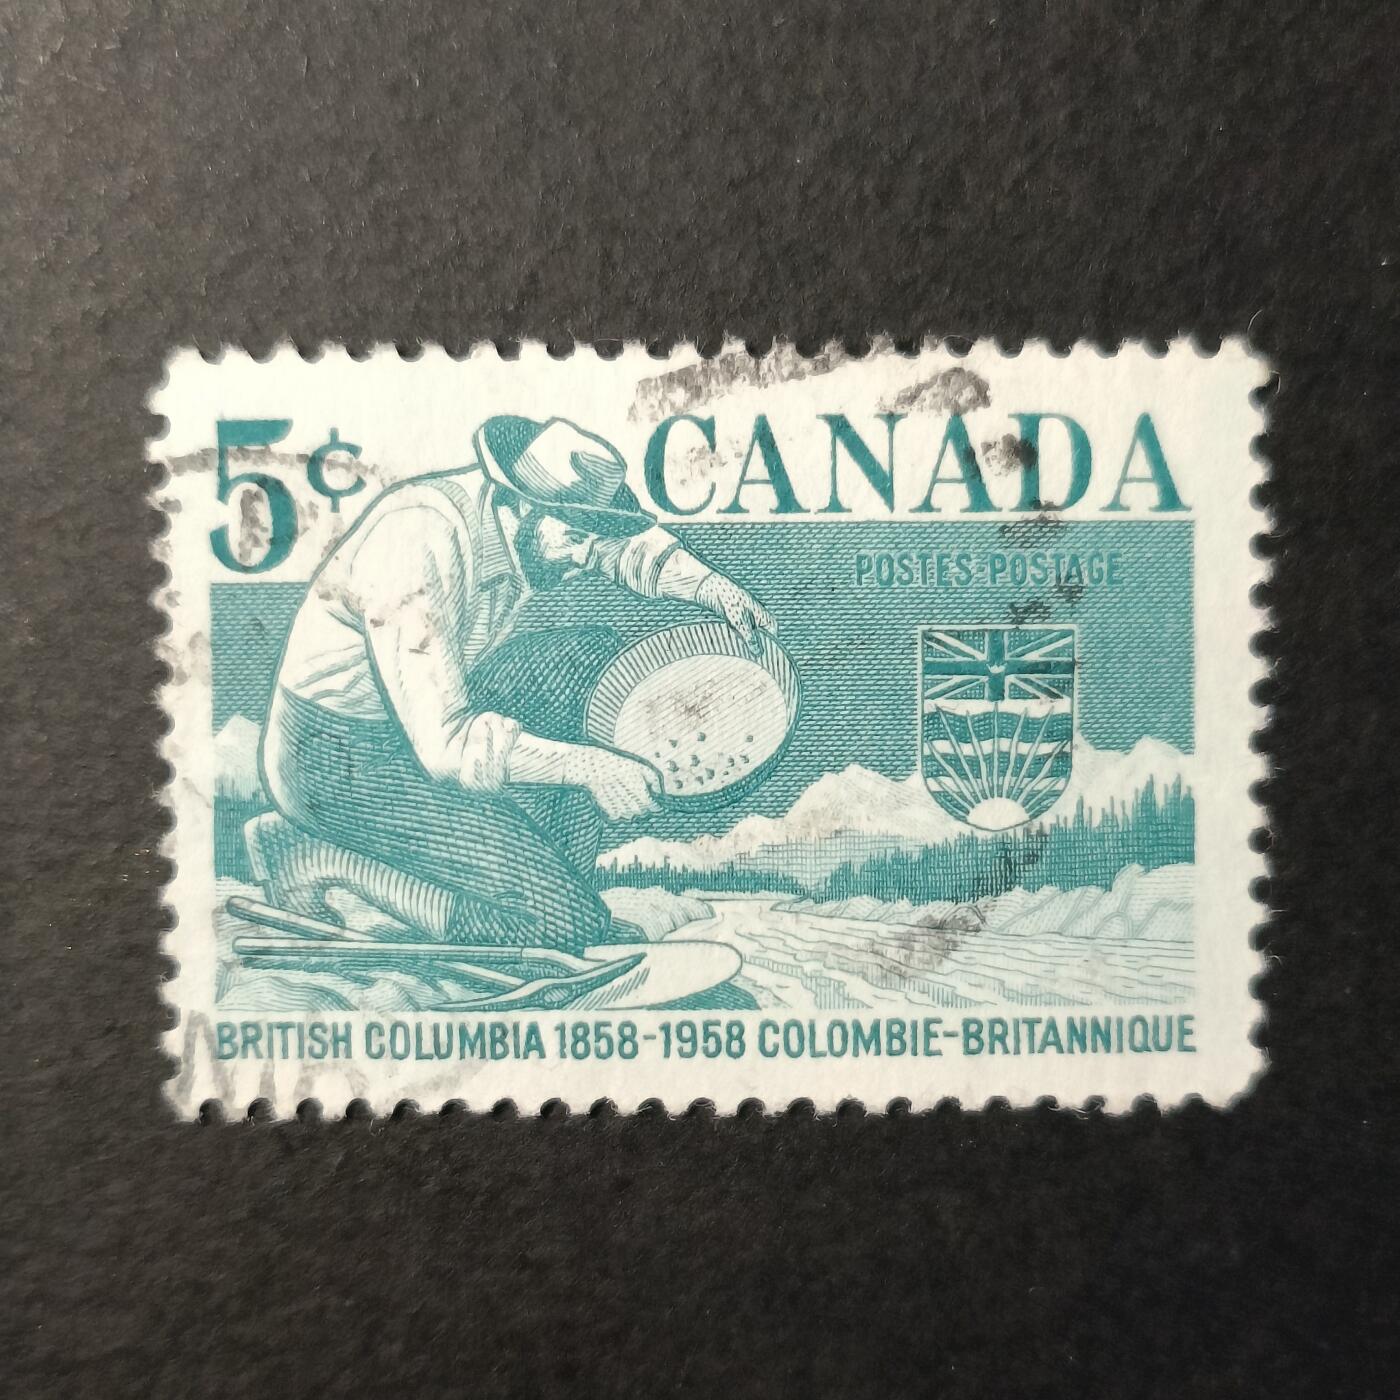 5¢ CANADA
POSTES-POSTAGE
BRITISH COLUMBIA 1858-1958 COLOMBIE-BRITANNIQUE